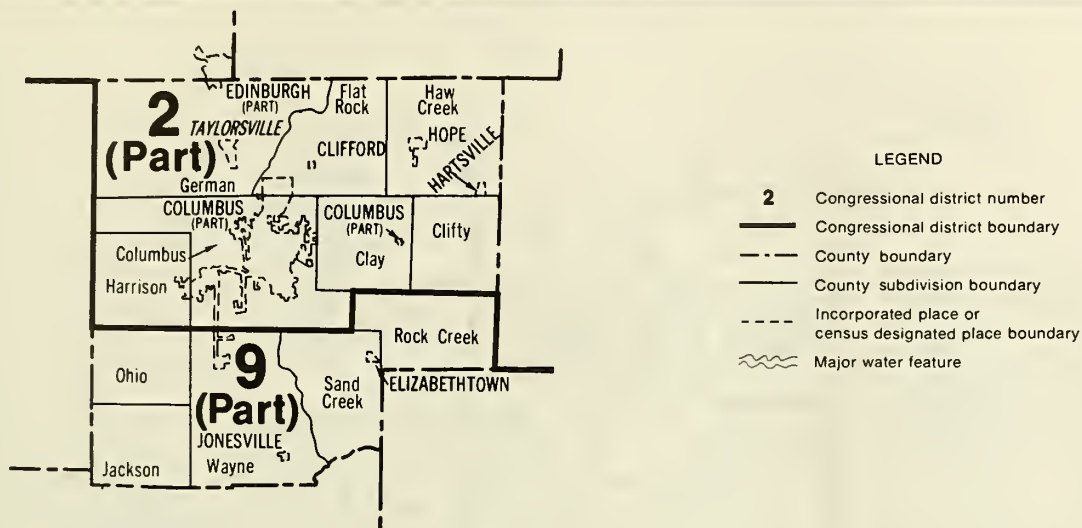 EDINBURGH
(PART)
Flat
Rock
Haw
Creek
2
(Part)
TAYLORSVILLE
HOPE
CLIFFORD
HARTSVILLE
German
COLUMBUS
(PART)
COLUMBUS
(PART)
Clifty
Columbus
Clay
Harrison
Rock Creek
Ohio
9
(Part)
Sand
Creek
ELIZABETHTOWN
JONESVILLE
Jackson
Wayne
LEGEND
2 Congressional district number
Congressional district boundary
County boundary
County subdivision boundary
Incorporated place or
census designated place boundary
Major water feature